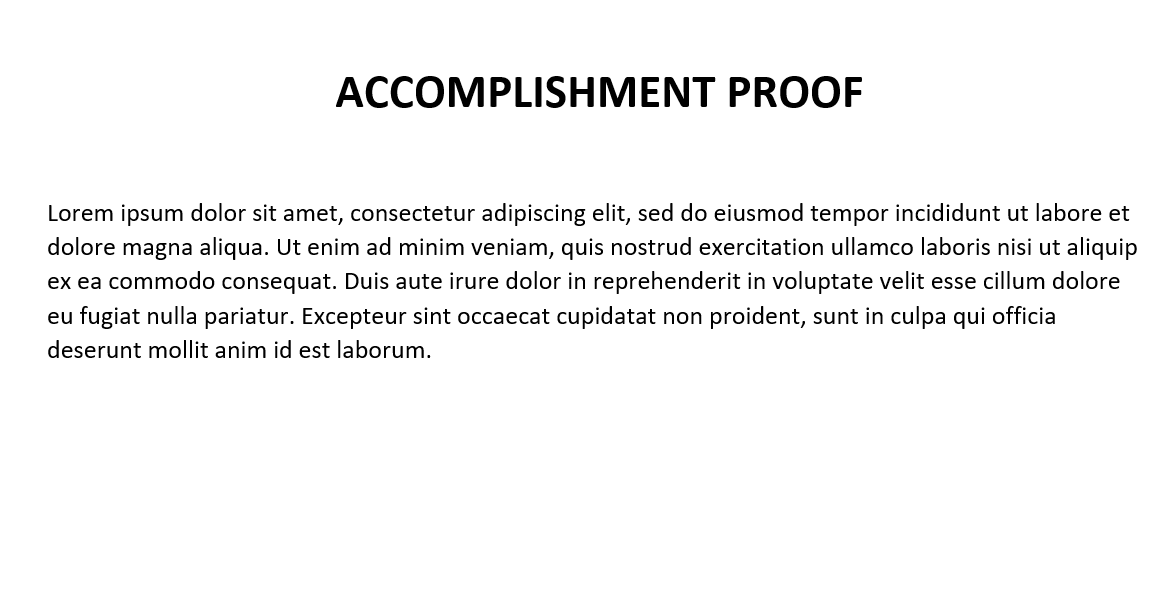 ACCOMPLISHMENT PROOF
Lorem ipsum dolor sit amet, consectetur adipiscing elit, sed do eiusmod tempor incididunt ut labore et
dolore magna aliqua. Ut enim ad minim veniam, quis nostrud exercitation ullamco laboris nisi ut aliquip
ex ea commodo consequat. Duis aute irure dolor in reprehenderit in voluptate velit esse cillum dolore
eu fugiat nulla pariatur. Excepteur sint occaecat cupidatat non proident, sunt in culpa qui officia
deserunt mollit anim id est laborum.